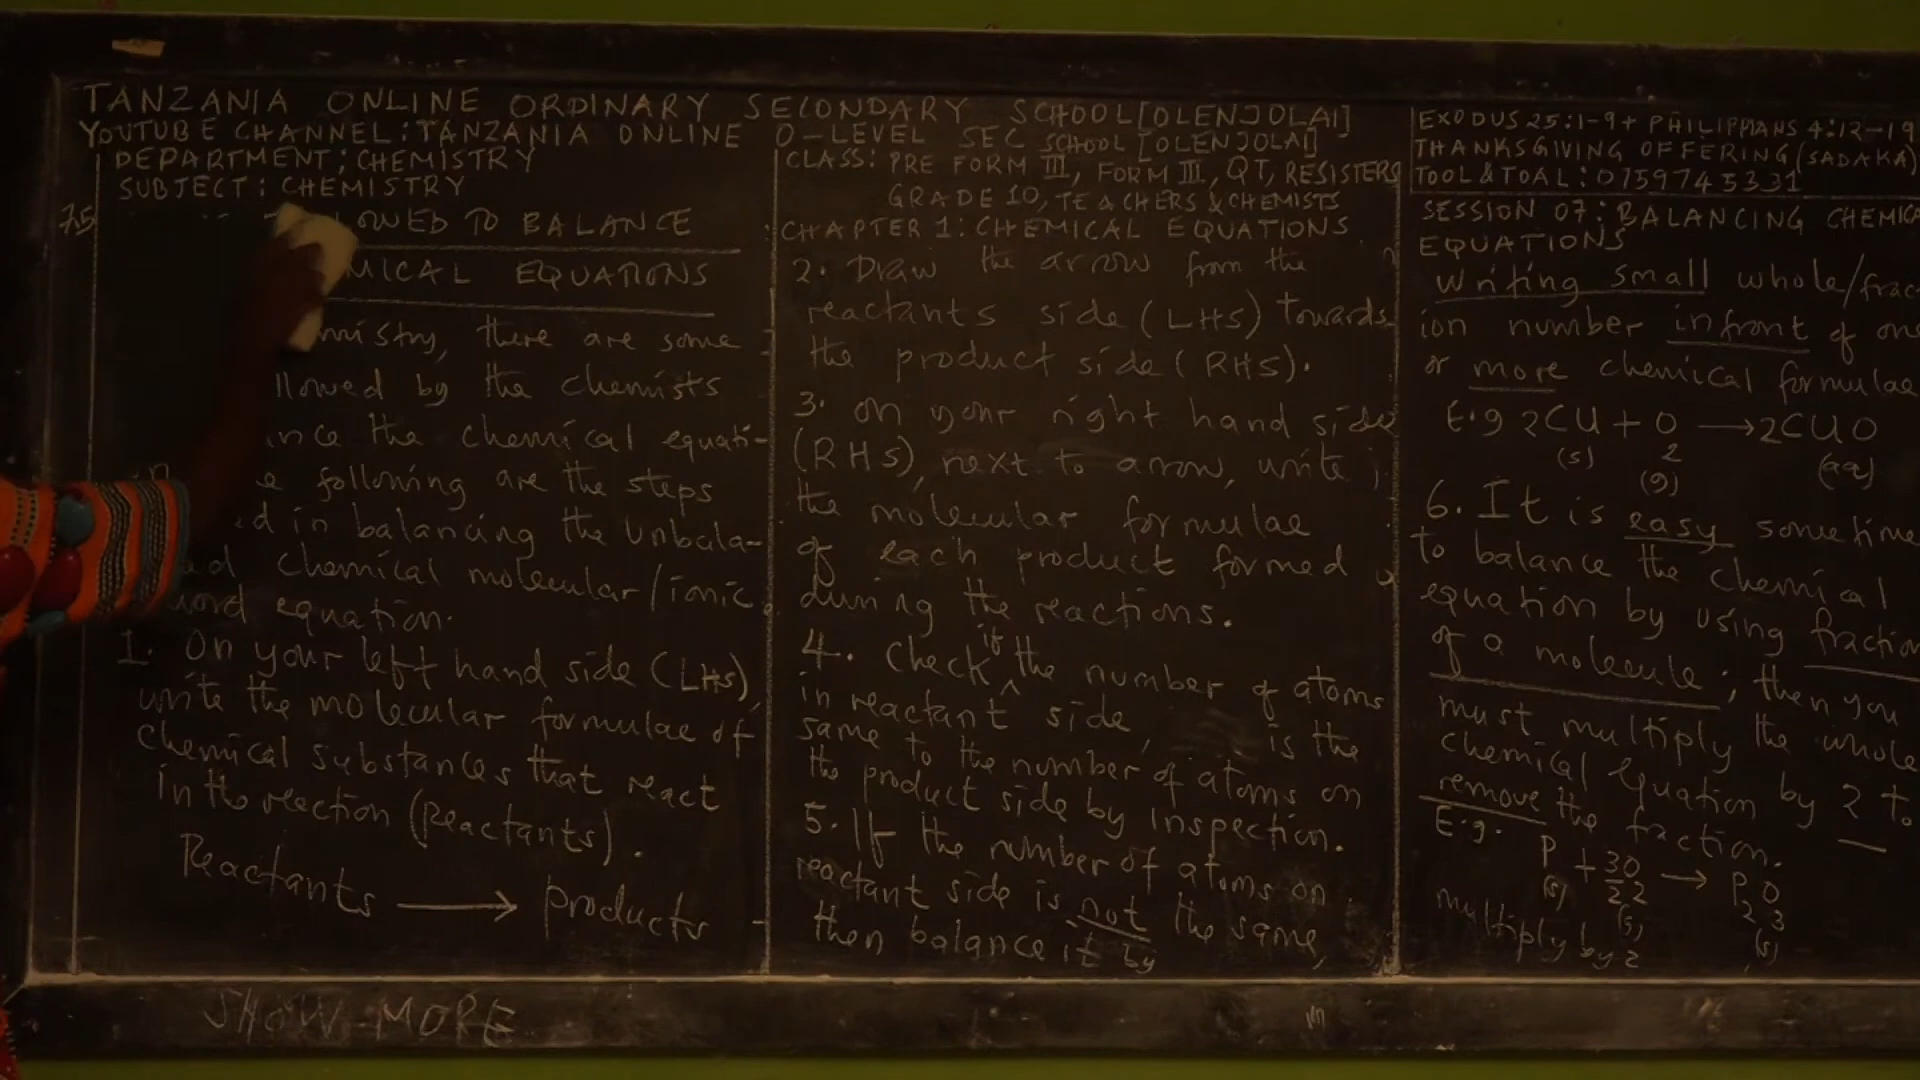 TANZANIA ONLINE ORDINARY SECONDARY SCHOOL[OLENJOLAI]
YOUTUBE CHANNEL: TANZANIA ONLINE O-LEVEL SEC SCHOOL [OLENJOLAI]
DEPARTMENT: CHEMISTRY
SUBJECT: CHEMISTRY
7.5
LOWED TO BALANCE
MICAL EQUATIONS
mistry, there are some
llowed by the chemists
nce the chemical equati-
e following are the steps
d in balancing the unbala-
d chemical molecular/ionic
word equation.
1. On your left hand side (LHS)
write the molecular formulae of
chemical substances that react
in the reaction (Reactants).
Reactants → products
CLASS: PRE FORM III, FORM III, QT, RESISTERS
GRADE 10, TEACHERS & CHEMISTS
CHAPTER 1: CHEMICAL EQUATIONS
2. Draw the arrow from the
reactants side (LHS) towards
the product side (RHS).
3. on your right hand side
(RHS), next to arrow, write
the molecular formulae
of each product formed
during the reactions.
4. Check if the number of atoms
in reactant side, is the
same to the number of atoms on
the product side by inspection.
5. If the number of atoms on
reactant side is not the same,
then balance it by
EXODUS 25:1-9 + PHILIPPIANS 4:12-19
THANKSGIVING OFFERING (SADAKA)
TOOL & TOAL: 0759745331
SESSION 07: BALANCING CHEMICA
EQUATIONS
Writing small whole/fract
ion number infront of one
or more chemical formulae
E.g 2CU + O → 2CUO
(s) 2 (aq)
(g)
6. It is easy sometime
to balance the chemical
equation by using fraction
of a molecule; then you
must multiply the whole
chemical equation by 2 to
remove the fraction.
E.g. P + 3O → P O
(s) 2 2 2 3
multiply by 2 (s) (s)
SHOW MORE